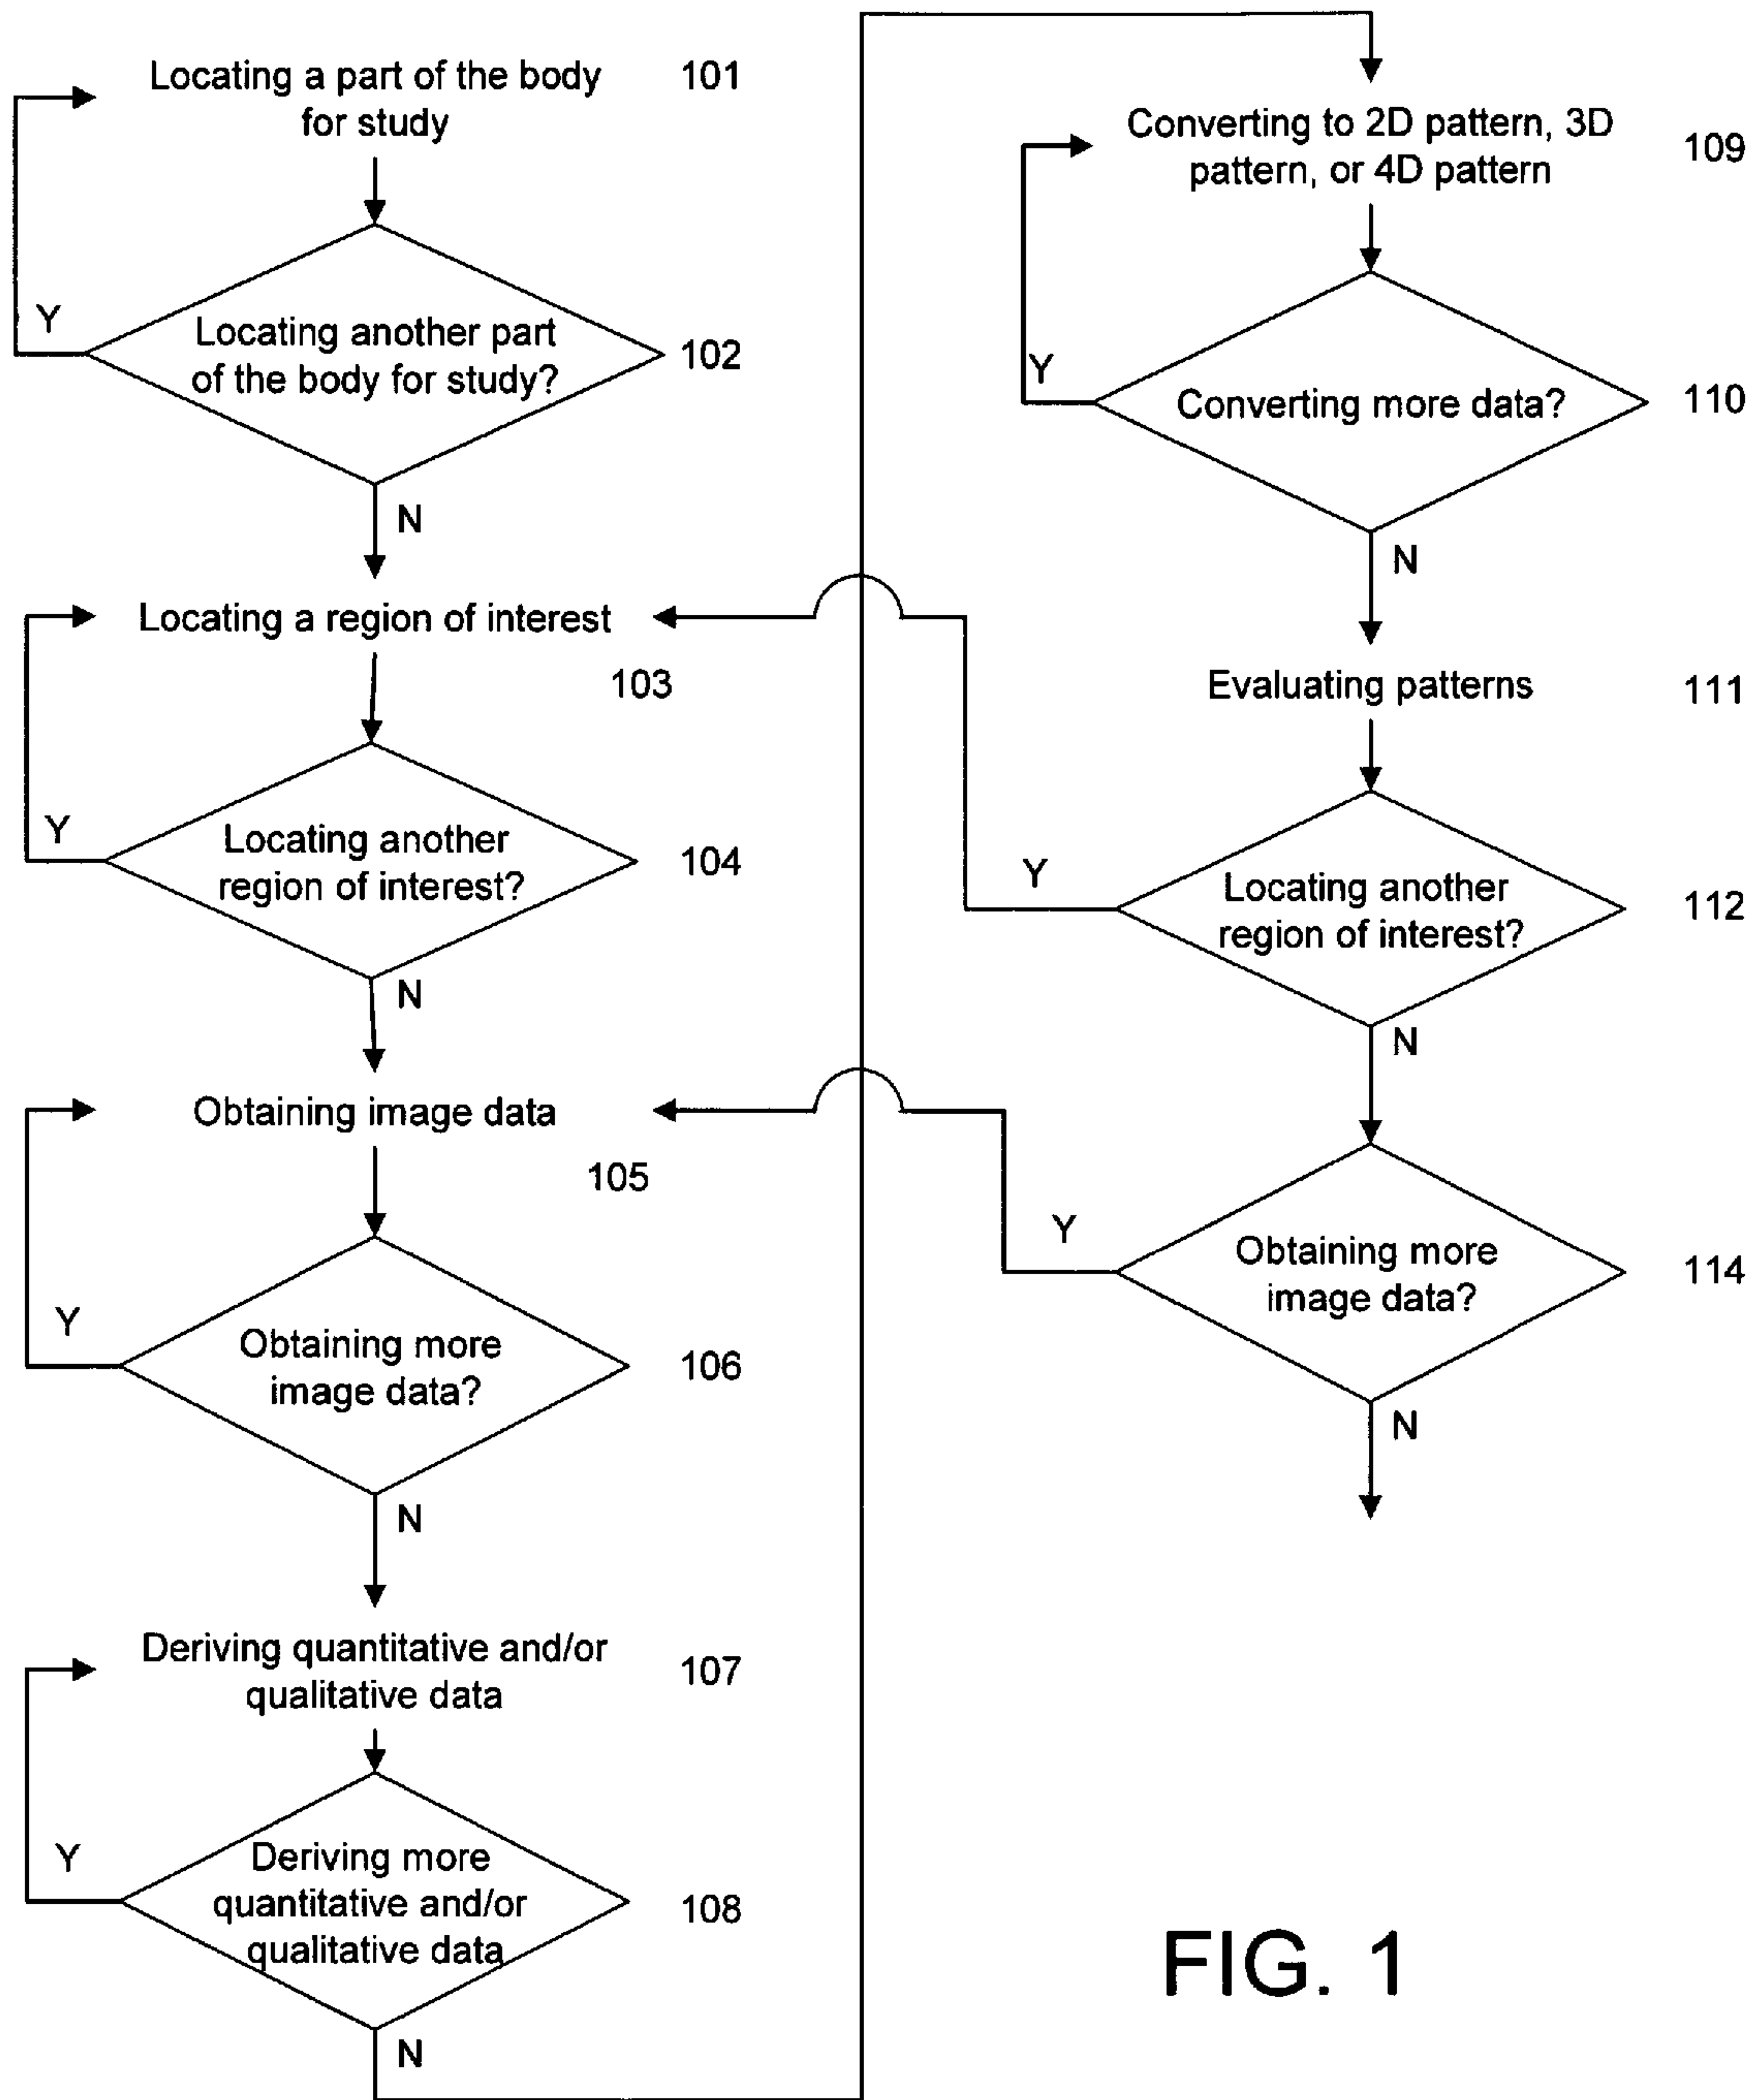 Locating a part of the body
for study
101
Y
Locating another part
of the body for study?
102
N
Locating a region of interest
103
Y
Locating another
region of interest?
104
N
Obtaining image data
105
Y
Obtaining more
image data?
106
N
Deriving quantitative and/or
qualitative data
107
Y
Deriving more
quantitative and/or
qualitative data
108
N
Converting to 2D pattern, 3D
pattern, or 4D pattern
109
Y
Converting more data?
110
N
Evaluating patterns
111
Y
Locating another
region of interest?
112
N
Y
Obtaining more
image data?
114
N
FIG. 1